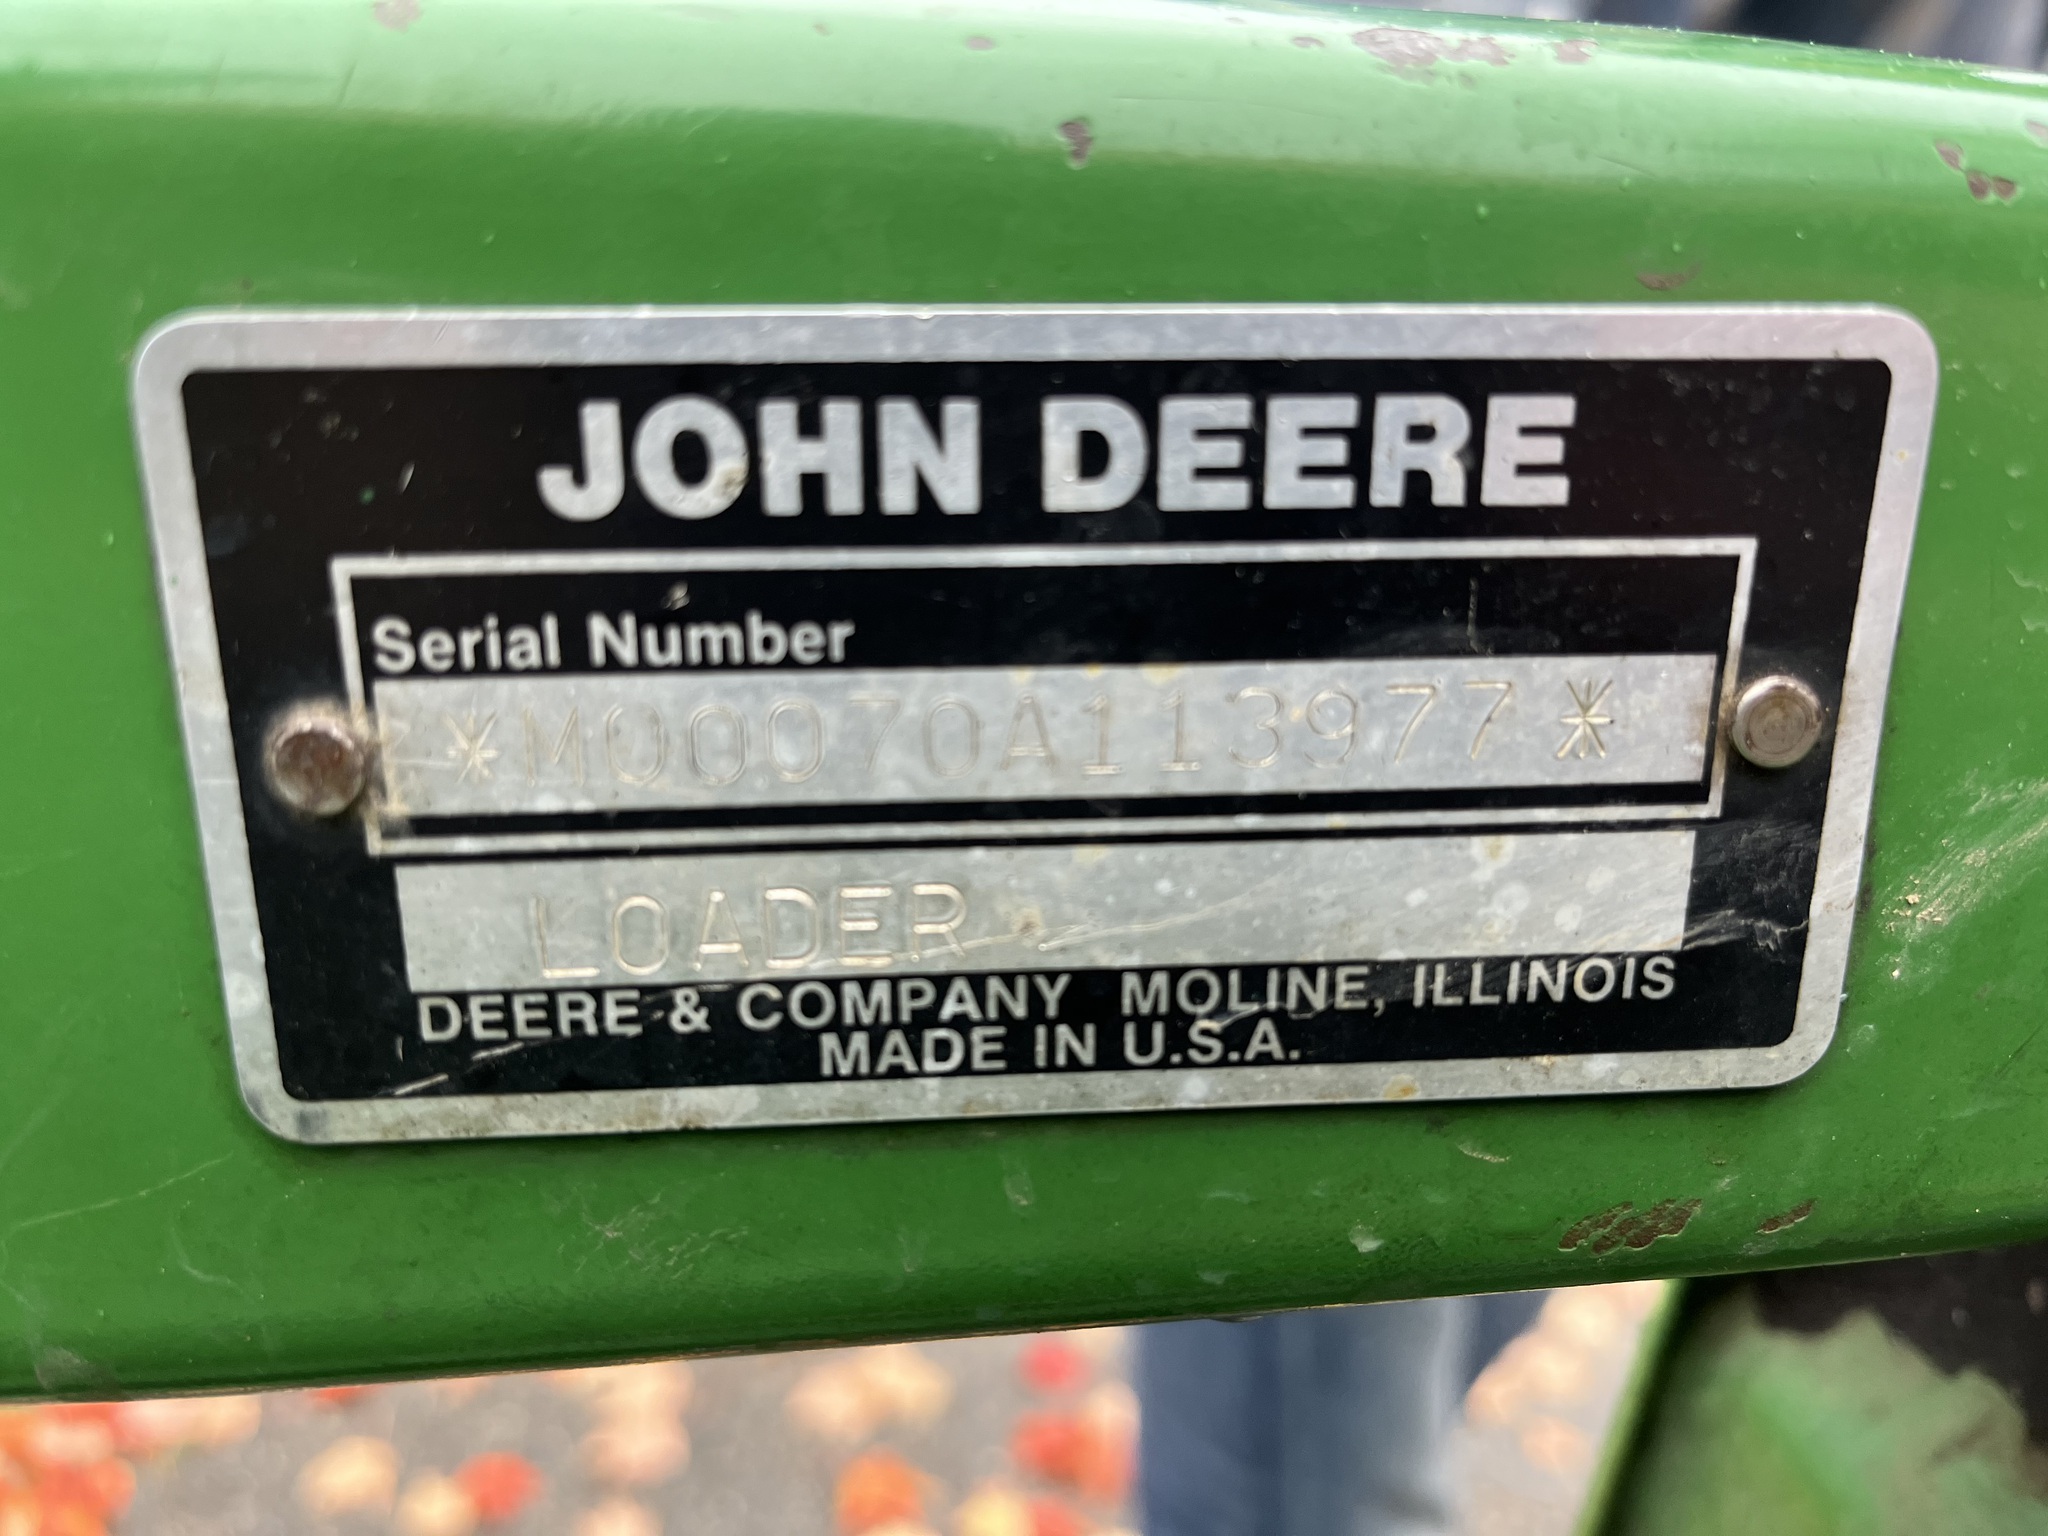 JOHN DEERE
Serial Number
*M00070A113977*
LOADER
DEERE & COMPANY MOLINE, ILLINOIS
MADE IN U.S.A.